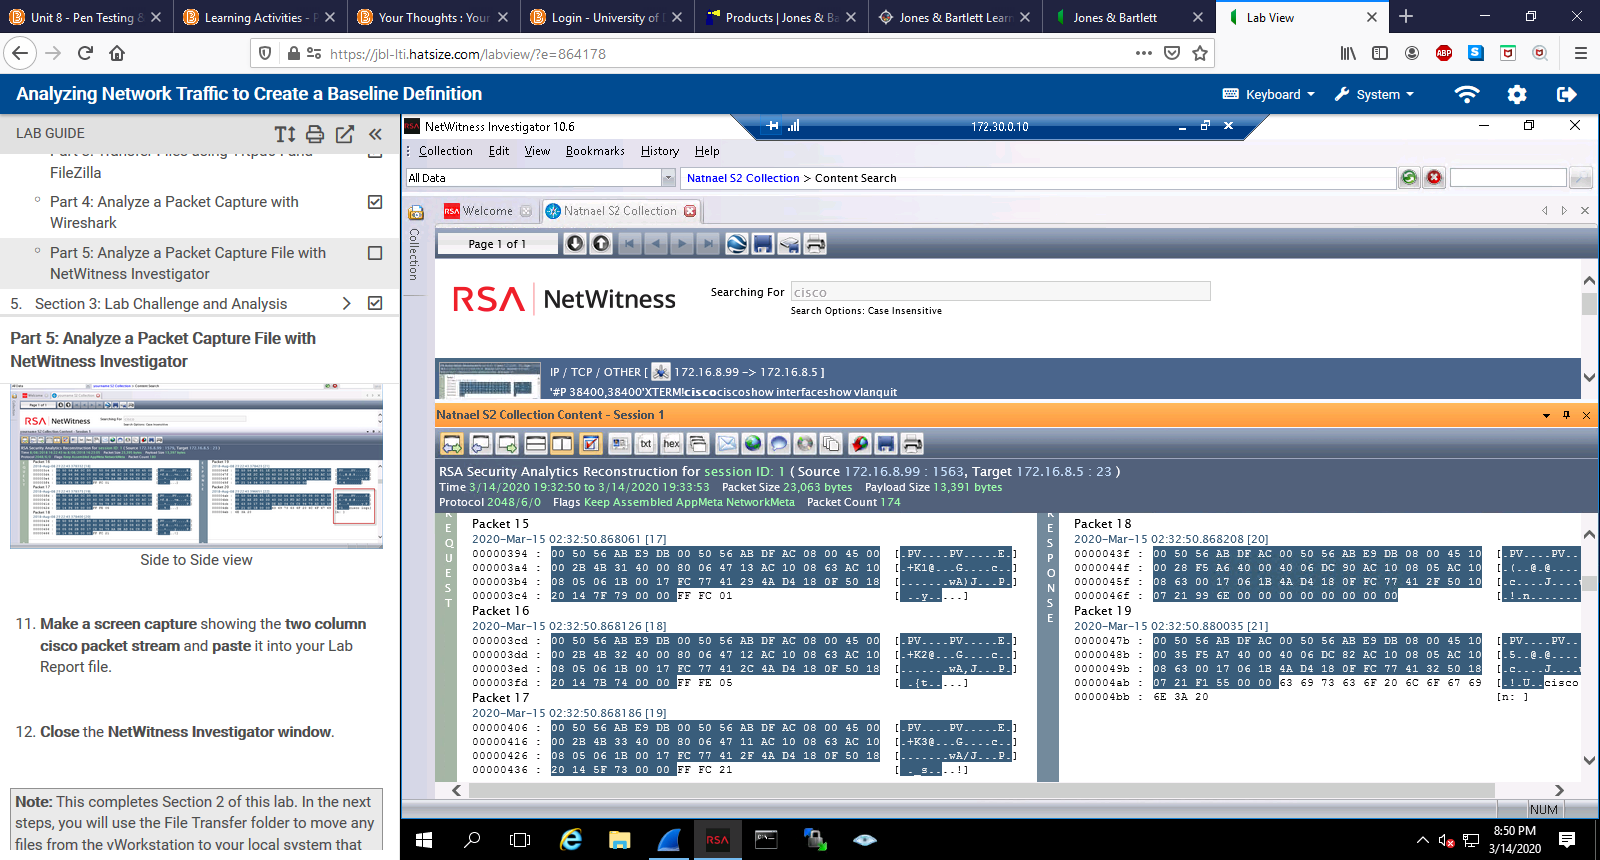 Unit 8 - Pen Testing &
Learning Activities - P
Your Thoughts : Your
Login - University of
Products | Jones & Ba
Jones & Bartlett Learn
Jones & Bartlett
Lab View
https://jbl-lti.hatsize.com/labview/?e=864178
Analyzing Network Traffic to Create a Baseline Definition
Keyboard
System
LAB GUIDE
FileZilla
Part 4: Analyze a Packet Capture with
Wireshark
Part 5: Analyze a Packet Capture File with
NetWitness Investigator
5. Section 3: Lab Challenge and Analysis
Part 5: Analyze a Packet Capture File with
NetWitness Investigator
Side to Side view
11. Make a screen capture showing the two column
cisco packet stream and paste it into your Lab
Report file.
12. Close the NetWitness Investigator window.
Note: This completes Section 2 of this lab. In the next
steps, you will use the File Transfer folder to move any
files from the vWorkstation to your local system that
RSA NetWitness Investigator 10.6
172.30.0.10
Collection Edit View Bookmarks History Help
All Data
Natnael S2 Collection > Content Search
Collection
RSA Welcome
Natnael S2 Collection
Page 1 of 1
RSA NetWitness
Searching For cisco
Search Options: Case Insensitive
IP / TCP / OTHER [ 172.16.8.99 -> 172.16.8.5 ]
'#P 38400,38400'XTERM!ciscociscoshow interfaceshow vlanquit
Natnael S2 Collection Content - Session 1
txt
hex
RSA Security Analytics Reconstruction for session ID: 1 ( Source 172.16.8.99 : 1563, Target 172.16.8.5 : 23 )
Time 3/14/2020 19:32:50 to 3/14/2020 19:33:53 Packet Size 23,063 bytes Payload Size 13,391 bytes
Protocol 2048/6/0 Flags Keep Assembled AppMeta NetworkMeta Packet Count 174
EQUEST
Packet 15
2020-Mar-15 02:32:50.868061 [17]
00000394 : 00 50 56 AB E9 DB 00 50 56 AB DF AC 08 00 45 00 [.PV....PV.....E.]
000003a4 : 00 2B 4B 31 40 00 80 06 47 13 AC 10 08 63 AC 10 [.+K1@...G....c..]
000003b4 : 08 05 06 1B 00 17 FC 77 41 29 4A D4 18 0F 50 18 [.......wA)J...P.]
000003c4 : 20 14 7F 79 00 00 FF FC 01 [ ..y.....]
Packet 16
2020-Mar-15 02:32:50.868126 [18]
000003cd : 00 50 56 AB E9 DB 00 50 56 AB DF AC 08 00 45 00 [.PV....PV.....E.]
000003dd : 00 2B 4B 32 40 00 80 06 47 12 AC 10 08 63 AC 10 [.+K2@...G....c..]
000003ed : 08 05 06 1B 00 17 FC 77 41 2C 4A D4 18 0F 50 18 [.......wA,J...P.]
000003fd : 20 14 7B 74 00 00 FF FE 05 [ .{t.....]
Packet 17
2020-Mar-15 02:32:50.868186 [19]
00000406 : 00 50 56 AB E9 DB 00 50 56 AB DF AC 08 00 45 00 [.PV....PV.....E.]
00000416 : 00 2B 4B 33 40 00 80 06 47 11 AC 10 08 63 AC 10 [.+K3@...G....c..]
00000426 : 08 05 06 1B 00 17 FC 77 41 2F 4A D4 18 0F 50 18 [.......wA/J...P.]
00000436 : 20 14 5F 73 00 00 FF FC 21 [ ._s....!]
ESPONSE
Packet 18
2020-Mar-15 02:32:50.868208 [20]
0000043f : 00 50 56 AB DF AC 00 50 56 AB E9 DB 08 00 45 10 [.PV....PV..
0000044f : 00 28 F5 A6 40 00 40 06 DC 90 AC 10 08 05 AC 10 [.(..@.@....
0000045f : 08 63 00 17 06 1B 4A D4 18 0F FC 77 41 2F 50 10 [.c....J....w
0000046f : 07 21 99 6E 00 00 00 00 00 00 00 00 [.!.n.......
Packet 19
2020-Mar-15 02:32:50.880035 [21]
0000047b : 00 50 56 AB DF AC 00 50 56 AB E9 DB 08 00 45 10 [.PV....PV..
0000048b : 00 35 F5 A7 40 00 40 06 DC 82 AC 10 08 05 AC 10 [.5..@.@....
0000049b : 08 63 00 17 06 1B 4A D4 18 0F FC 77 41 32 50 18 [.c....J....w
000004ab : 07 21 F1 55 00 00 63 69 73 63 6F 20 6C 6F 67 69 [.!.U..cisco
000004bb : 6E 3A 20 [n: ]
NUM
RSA
8:50 PM
3/14/2020